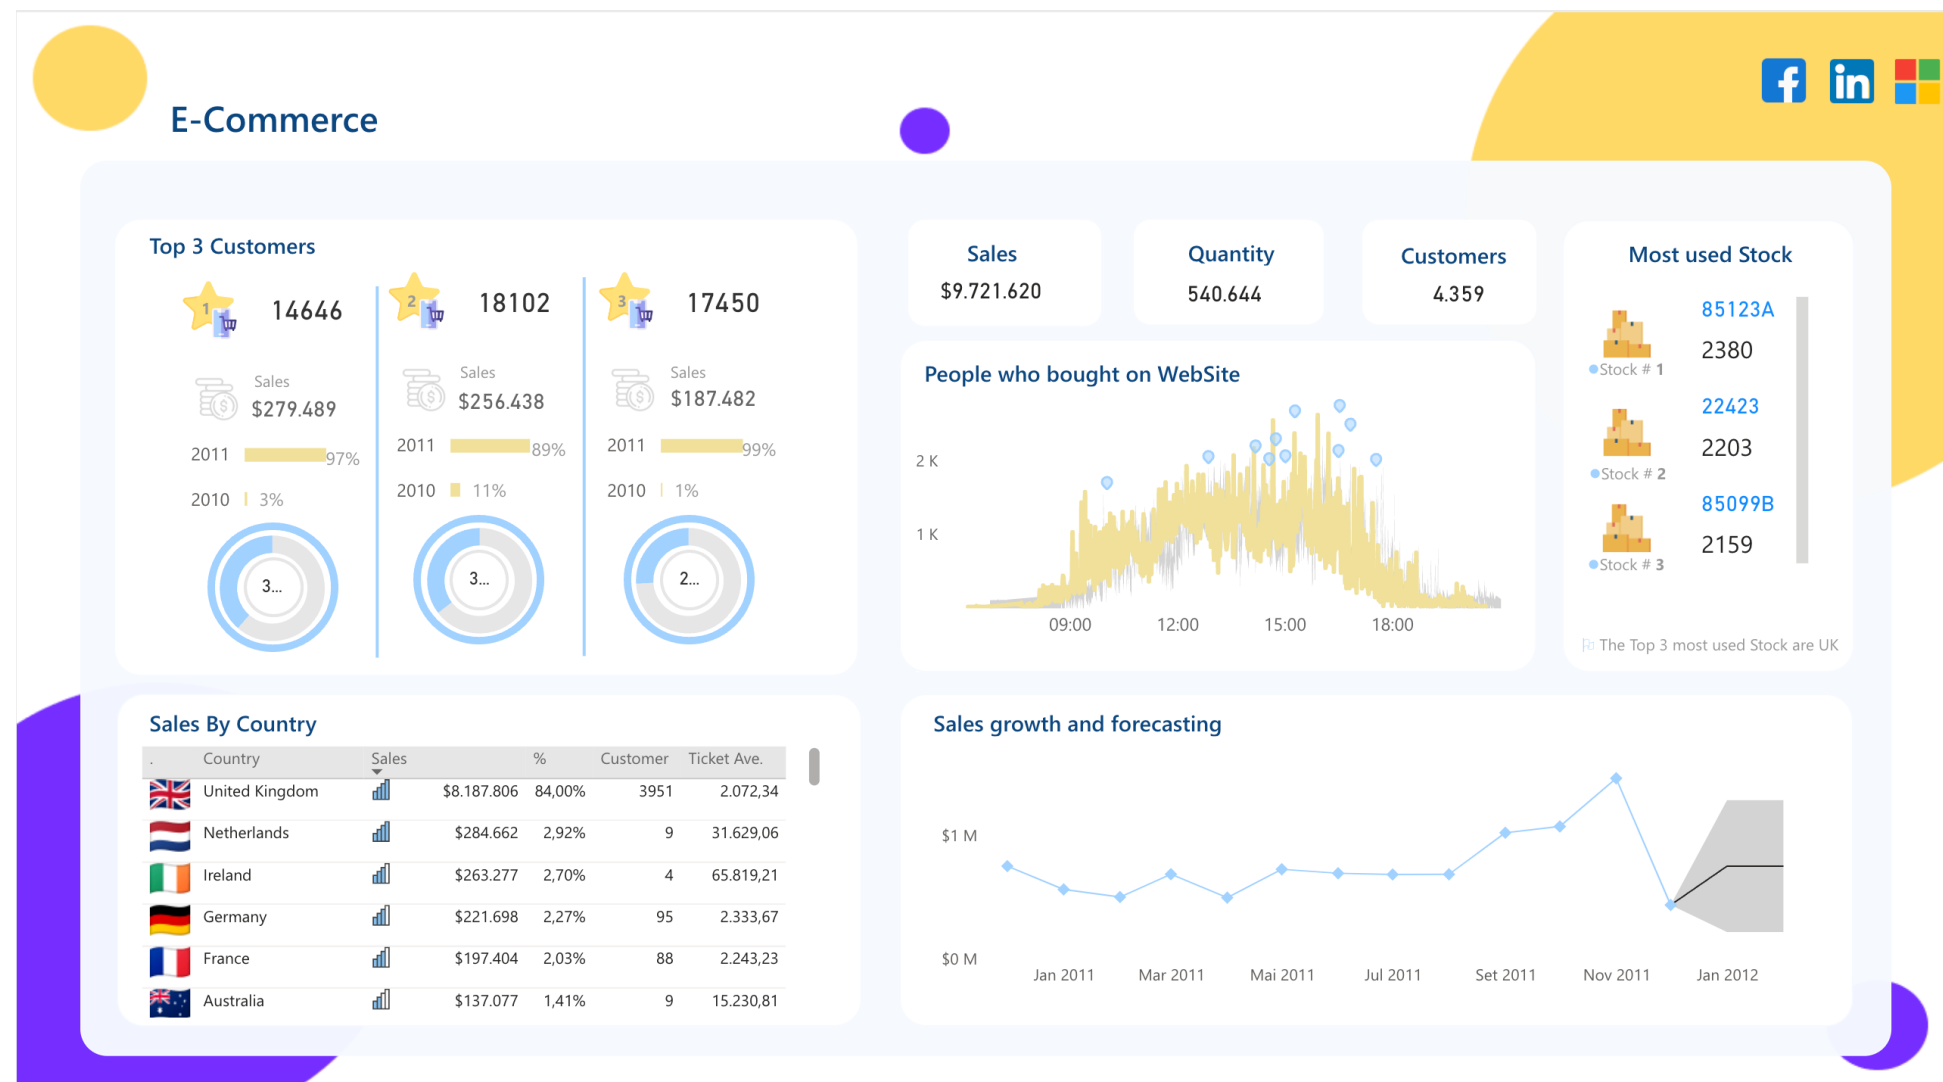 E-Commerce
Top 3 Customers
1
14646
Sales
$279.489
2011
97%
2010
3%
3...
2
18102
Sales
$256.438
2011
89%
2010
11%
3...
3
17450
Sales
$187.482
2011
99%
2010
1%
2...
Sales
$9.721.620
Quantity
540.644
Customers
4.359
People who bought on WebSite
2 K
1 K
09:00 12:00 15:00 18:00
Most used Stock
85123A
2380
Stock # 1
22423
2203
Stock # 2
85099B
2159
Stock # 3
The Top 3 most used Stock are UK
Sales By Country
. Country Sales % Customer Ticket Ave.
United Kingdom $8.187.806 84,00% 3951 2.072,34
Netherlands $284.662 2,92% 9 31.629,06
Ireland $263.277 2,70% 4 65.819,21
Germany $221.698 2,27% 95 2.333,67
France $197.404 2,03% 88 2.243,23
Australia $137.077 1,41% 9 15.230,81
Sales growth and forecasting
$1 M
$0 M
Jan 2011 Mar 2011 Mai 2011 Jul 2011 Set 2011 Nov 2011 Jan 2012
f
in